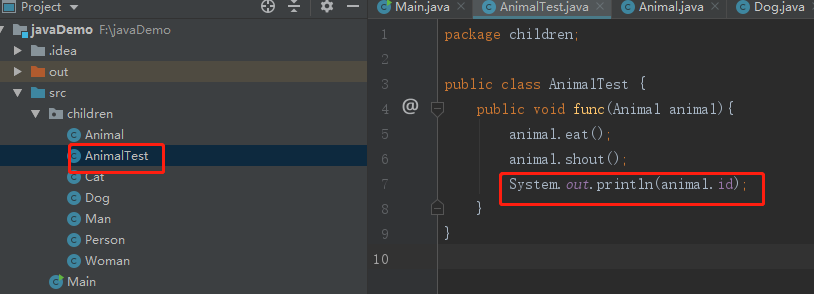 Project
Main.java
AnimalTest.java
Animal.java
Dog.java
javaDemo F:\javaDemo
.idea
out
src
children
Animal
AnimalTest
Cat
Dog
Man
Person
Woman
Main
1 package children;
2
3 public class AnimalTest {
4 @ public void func(Animal animal){
5 animal.eat();
6 animal.shout();
7 System.out.println(animal.id);
8 }
9 }
10